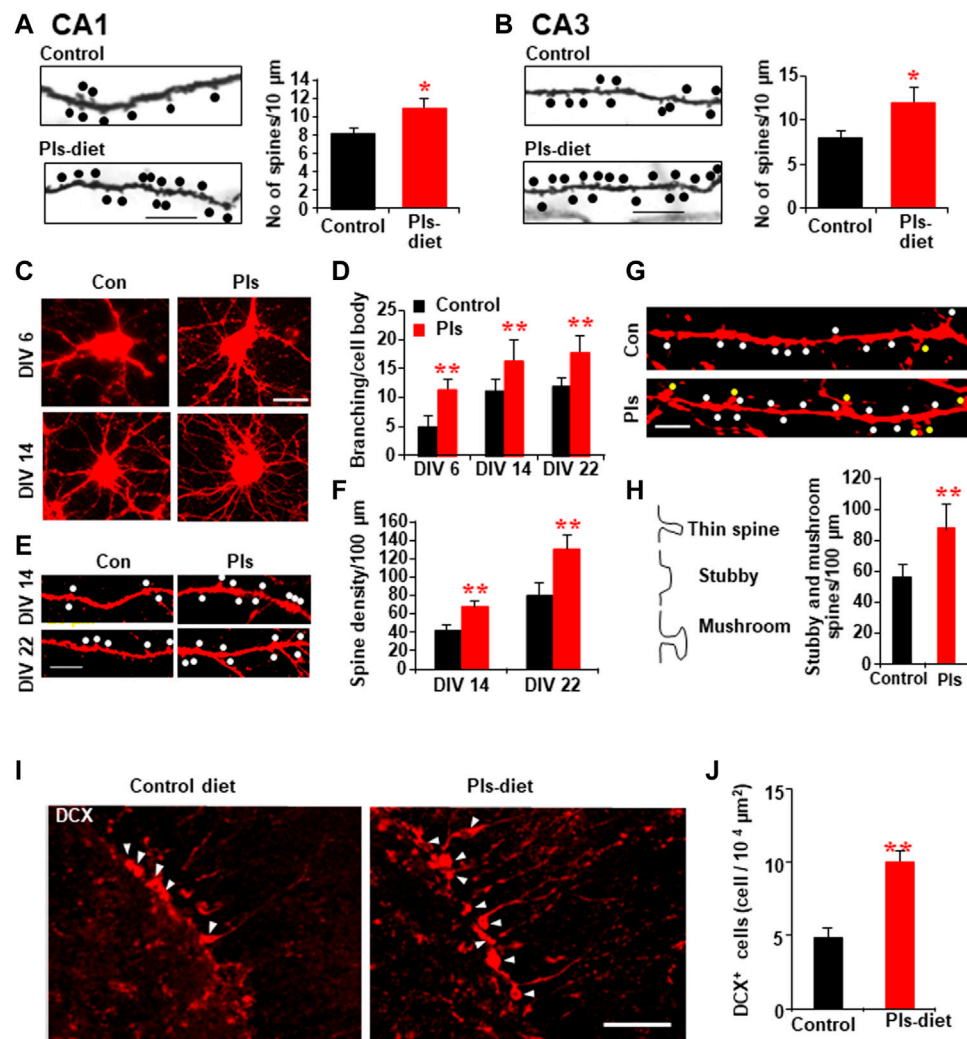 A CA1
Control
Pls-diet
No of spines/10 µm
14
12
10
8
6
4
2
0
*
Control
Pls-
diet
B CA3
Control
Pls-diet
No of spines/10 µm
15
10
5
0
*
Control
Pls-
diet
C
Con
Pls
DIV 6
DIV 14
D
Control
Pls
Branching/cell body
25
20
15
10
5
0
**
**
**
DIV 6
DIV 14
DIV 22
E
Con
Pls
DIV 14
DIV 22
F
Spine density/100 µm
160
140
120
100
80
60
40
20
0
**
**
DIV 14
DIV 22
G
Con
Pls
H
Thin spine
Stubby
Mushroom
Stubby and mushroom
spines/100 µm
120
100
80
60
40
20
0
**
Control
Pls
I
Control diet
Pls-diet
DCX
J
DCX⁺ cells (cell / 10⁴ µm²)
15
10
5
0
**
Control
Pls-diet